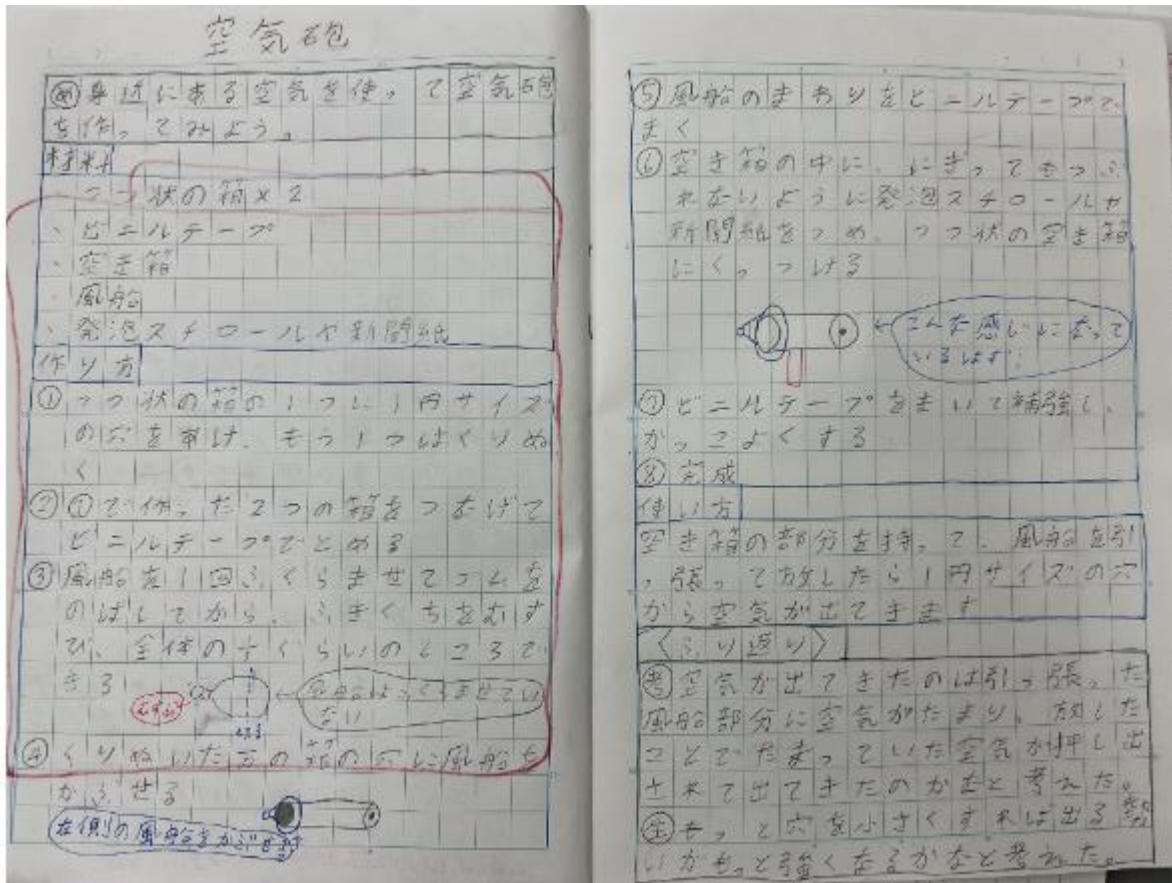 空気砲
め 身近にある空気を使って空気砲
を作ってみよう。
材料
・つつ状の箱×2
・ビニルテープ
・空き箱
・風船
・発泡スチロールや新聞紙
作り方
① つつ状の箱の1つに1円サイズ
の穴を开け、もう1つはくりぬ
く
② ①で作った2つの箱をつなげて
ビニルテープでとめる
③ 風船を1回ふくらませてつムを
のばしてから、ふきくちをむす
び、全体の くらいのところで
きる
むすぶ
風船はふくらませてい
ない
切る
④ くりぬいた方の箱の穴に風船を
かぶせる
左側の風船をかぶせる
⑤ 風船のまわりをビニルテープで
まく
⑥ 空き箱の中に、にぎってもつぶ
れないように発泡スチロールや
新聞紙をつめ、つつ状の空き箱
にくっつける
こんな感じになって
いるはず
⑦ ビニルテープをまいて補強し、
かっこよくする
⑧ 完成
使い方
空き箱の部分を持って、風船を引
っ張って放したら1円サイズの穴
から空気が出てきます
〈ふり返り〉
考 空気が出てきたのは引っ張った
風船部分に空気がたまり、放した
ことでたまっていた空気が押し出
されて出てきたのかなと考えた。
生 もっと穴を小さくすれば出る勢
いがもっと強くなるかなと考えた。